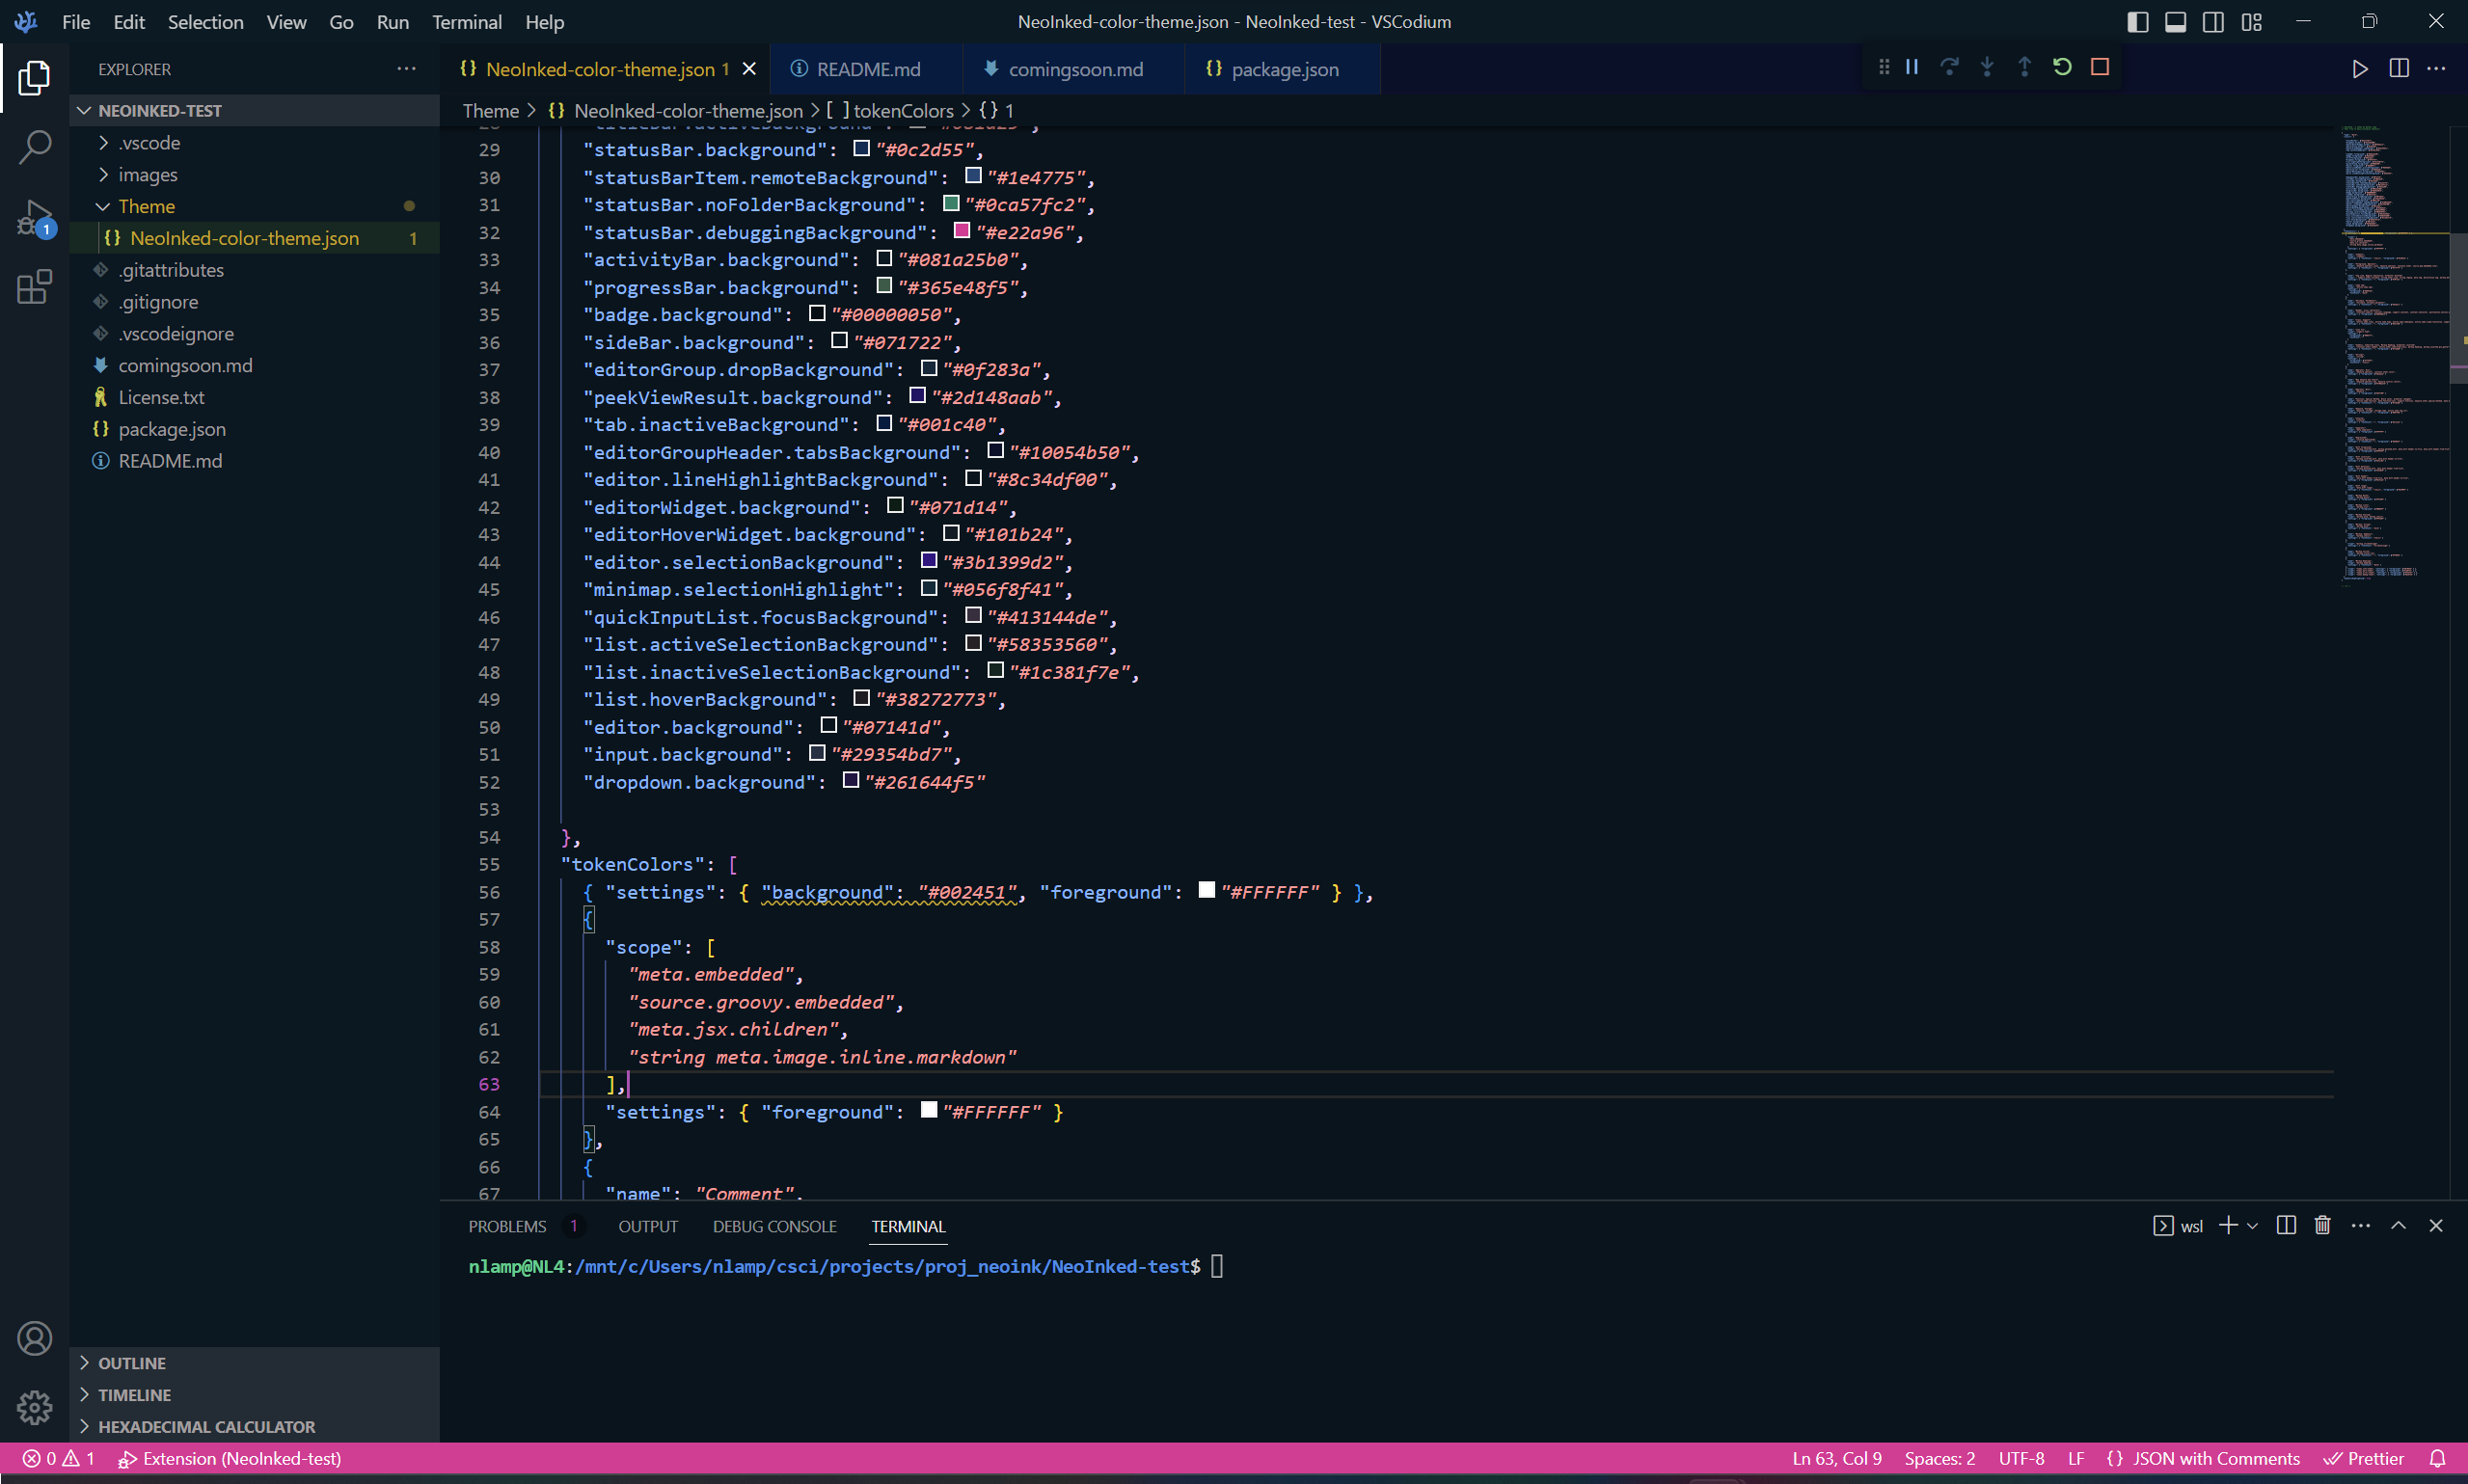 File Edit Selection View Go Run Terminal Help
NeoInked-color-theme.json - NeoInked-test - VSCodium
EXPLORER
NEOINKED-TEST
.vscode
images
Theme
{} NeoInked-color-theme.json 1
.gitattributes
.gitignore
.vscodeignore
comingsoon.md
License.txt
{} package.json
README.md
OUTLINE
TIMELINE
HEXADECIMAL CALCULATOR
1
{} NeoInked-color-theme.json 1
README.md
comingsoon.md
{} package.json
Theme > {} NeoInked-color-theme.json > [ ] tokenColors > {} 1
29 "statusBar.background": "#0c2d55",
30 "statusBarItem.remoteBackground": "#1e4775",
31 "statusBar.noFolderBackground": "#0ca57fc2",
32 "statusBar.debuggingBackground": "#e22a96",
33 "activityBar.background": "#081a25b0",
34 "progressBar.background": "#365e48f5",
35 "badge.background": "#00000050",
36 "sideBar.background": "#071722",
37 "editorGroup.dropBackground": "#0f283a",
38 "peekViewResult.background": "#2d148aab",
39 "tab.inactiveBackground": "#001c40",
40 "editorGroupHeader.tabsBackground": "#10054b50",
41 "editor.lineHighlightBackground": "#8c34df00",
42 "editorWidget.background": "#071d14",
43 "editorHoverWidget.background": "#101b24",
44 "editor.selectionBackground": "#3b1399d2",
45 "minimap.selectionHighlight": "#056f8f41",
46 "quickInputList.focusBackground": "#413144de",
47 "list.activeSelectionBackground": "#58353560",
48 "list.inactiveSelectionBackground": "#1c381f7e",
49 "list.hoverBackground": "#38272773",
50 "editor.background": "#07141d",
51 "input.background": "#29354bd7",
52 "dropdown.background": "#261644f5"
53
54 },
55 "tokenColors": [
56 { "settings": { "background": "#002451", "foreground": "#FFFFFF" } },
57 {
58 "scope": [
59 "meta.embedded",
60 "source.groovy.embedded",
61 "meta.jsx.children",
62 "string meta.image.inline.markdown"
63 ],
64 "settings": { "foreground": "#FFFFFF" }
65 },
66 {
67 "name": "Comment",
PROBLEMS 1 OUTPUT DEBUG CONSOLE TERMINAL
wsl
nlamp@NL4:/mnt/c/Users/nlamp/csci/projects/proj_neoink/NeoInked-test$
0 1 Extension (NeoInked-test)
Ln 63, Col 9 Spaces: 2 UTF-8 LF {} JSON with Comments Prettier